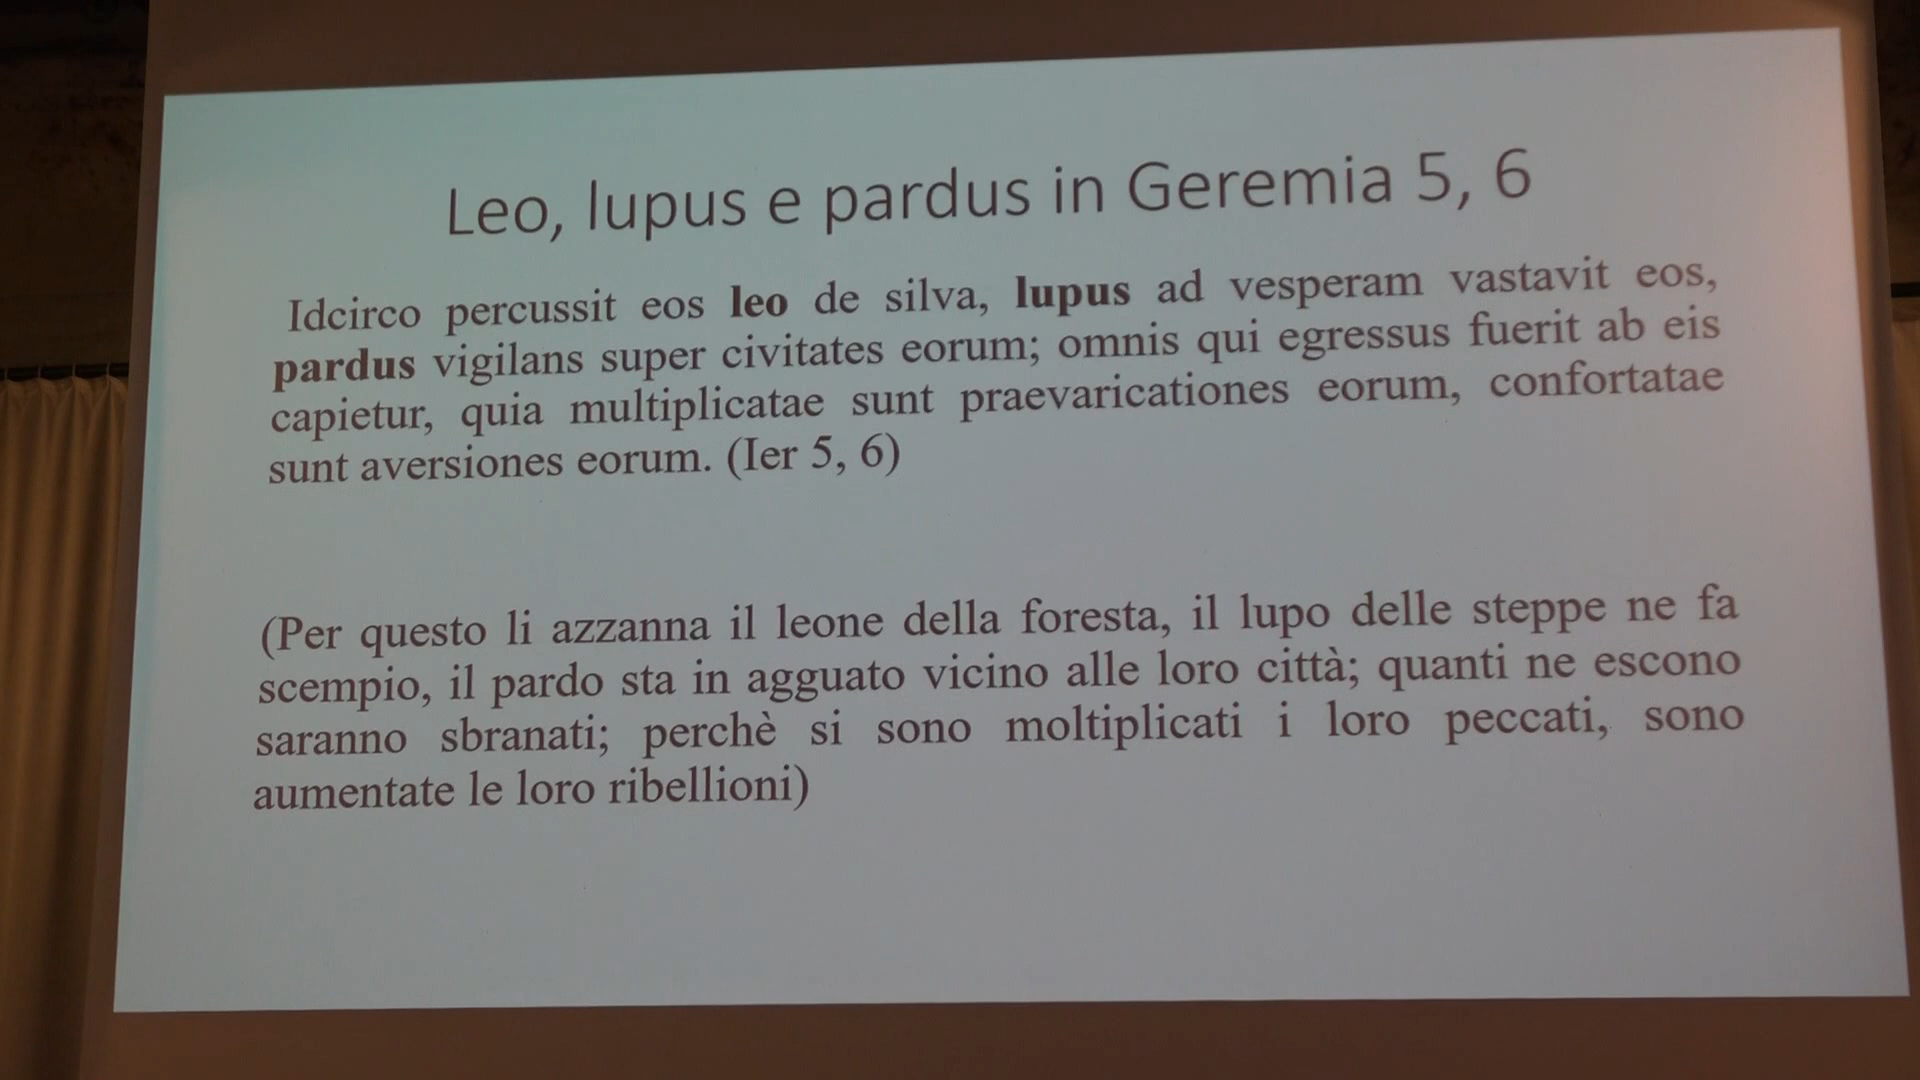 Leo, lupus e pardus in Geremia 5, 6
Idcirco percussit eos leo de silva, lupus ad vesperam vastavit eos,
pardus vigilans super civitates eorum; omnis qui egressus fuerit ab eis
capietur, quia multiplicatae sunt praevaricationes eorum, confortatae
sunt aversiones eorum. (Ier 5, 6)
(Per questo li azzanna il leone della foresta, il lupo delle steppe ne fa
scempio, il pardo sta in agguato vicino alle loro città; quanti ne escono
saranno sbranati; perchè si sono moltiplicati i loro peccati, sono
aumentate le loro ribellioni)